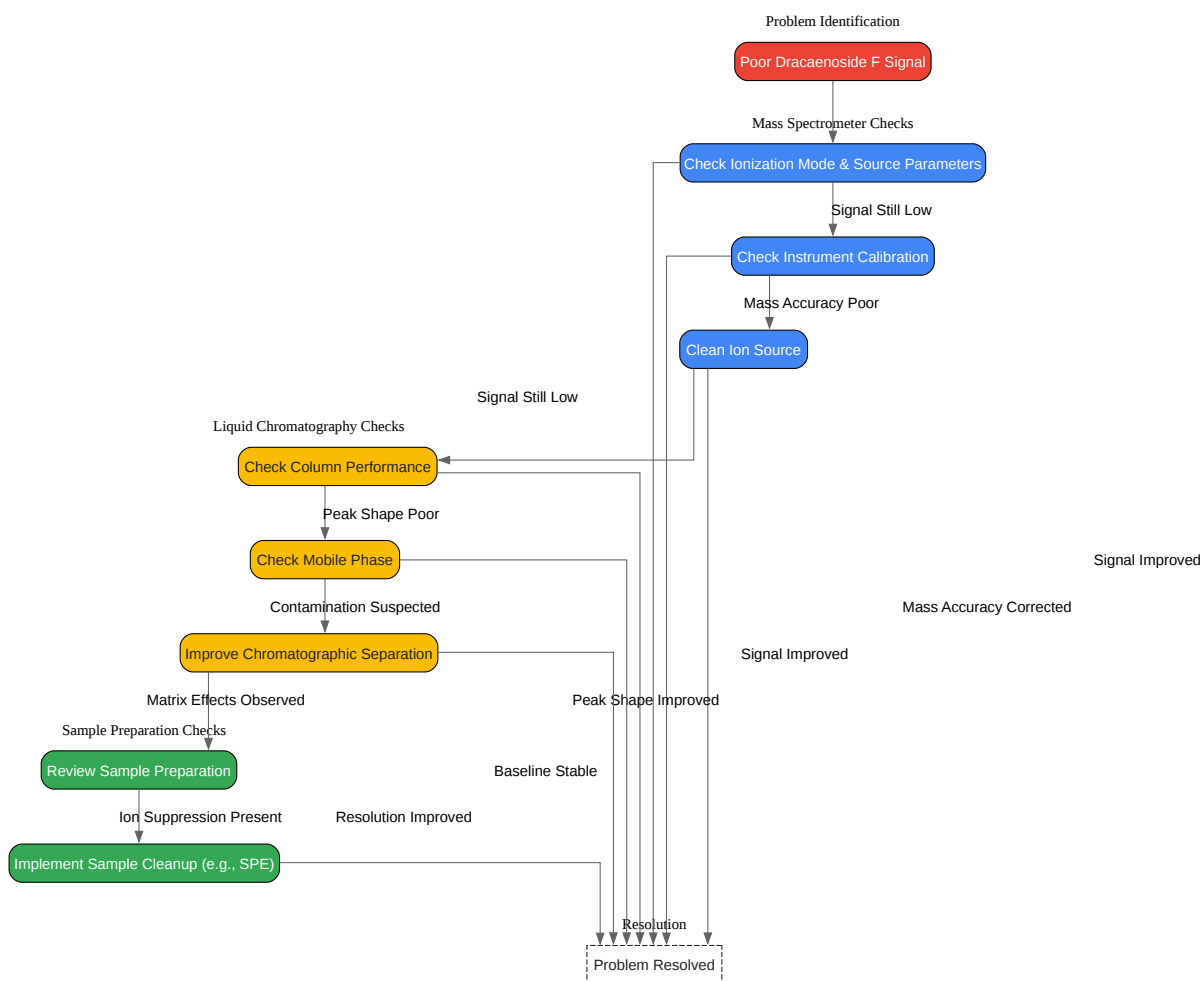 Problem Identification
Poor Dracaenoside F Signal
Mass Spectrometer Checks
Check Ionization Mode & Source Parameters
Signal Still Low
Check Instrument Calibration
Mass Accuracy Poor
Clean Ion Source
Signal Still Low
Liquid Chromatography Checks
Check Column Performance
Peak Shape Poor
Check Mobile Phase
Signal Improved
Contamination Suspected
Mass Accuracy Corrected
Improve Chromatographic Separation
Signal Improved
Matrix Effects Observed
Peak Shape Improved
Sample Preparation Checks
Review Sample Preparation
Baseline Stable
Ion Suppression Present
Resolution Improved
Implement Sample Cleanup (e.g., SPE)
Resolution
Problem Resolved